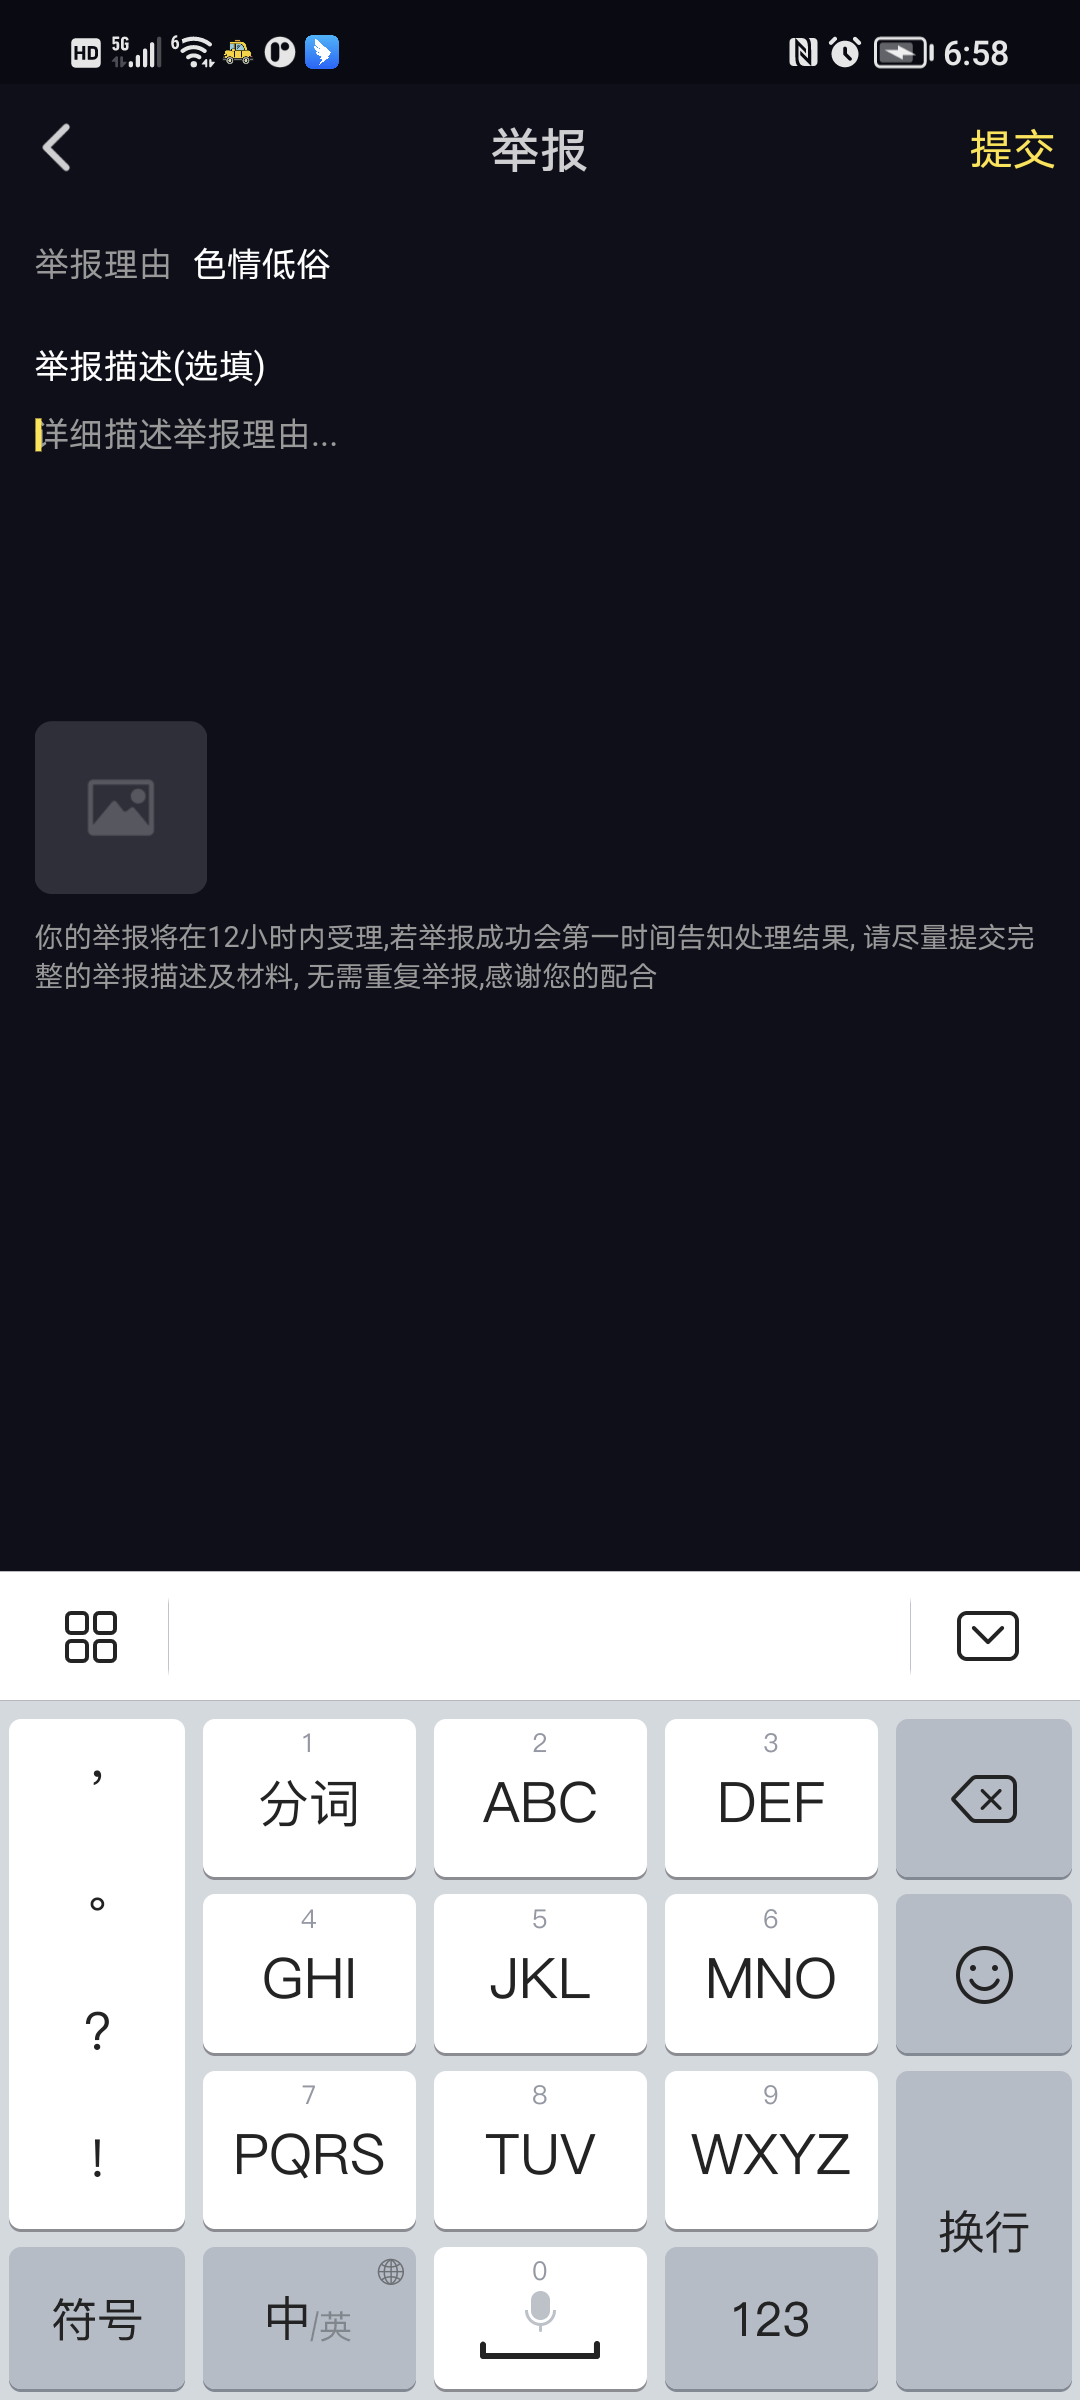 HD 5G 6 6:58
举报 提交
举报理由 色情低俗
举报描述(选填)
详细描述举报理由...
你的举报将在12小时内受理,若举报成功会第一时间告知处理结果, 请尽量提交完
整的举报描述及材料, 无需重复举报,感谢您的配合
1 2 3
, 分词 ABC DEF
。
4 5 6
GHI JKL MNO
?
7 8 9
! PQRS TUV WXYZ
换行
0
符号 中/英 123